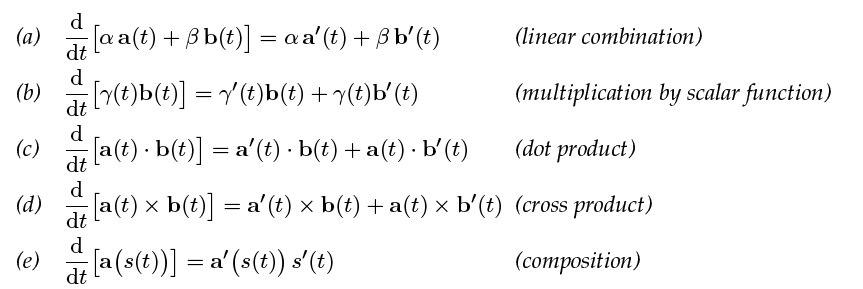 (a) d/dt [α a(t) + β b(t)] = α a′(t) + β b′(t) (linear combination)
(b) d/dt [γ(t)b(t)] = γ′(t)b(t) + γ(t)b′(t) (multiplication by scalar function)
(c) d/dt [a(t) · b(t)] = a′(t) · b(t) + a(t) · b′(t) (dot product)
(d) d/dt [a(t) × b(t)] = a′(t) × b(t) + a(t) × b′(t) (cross product)
(e) d/dt [a(s(t))] = a′(s(t)) s′(t) (composition)